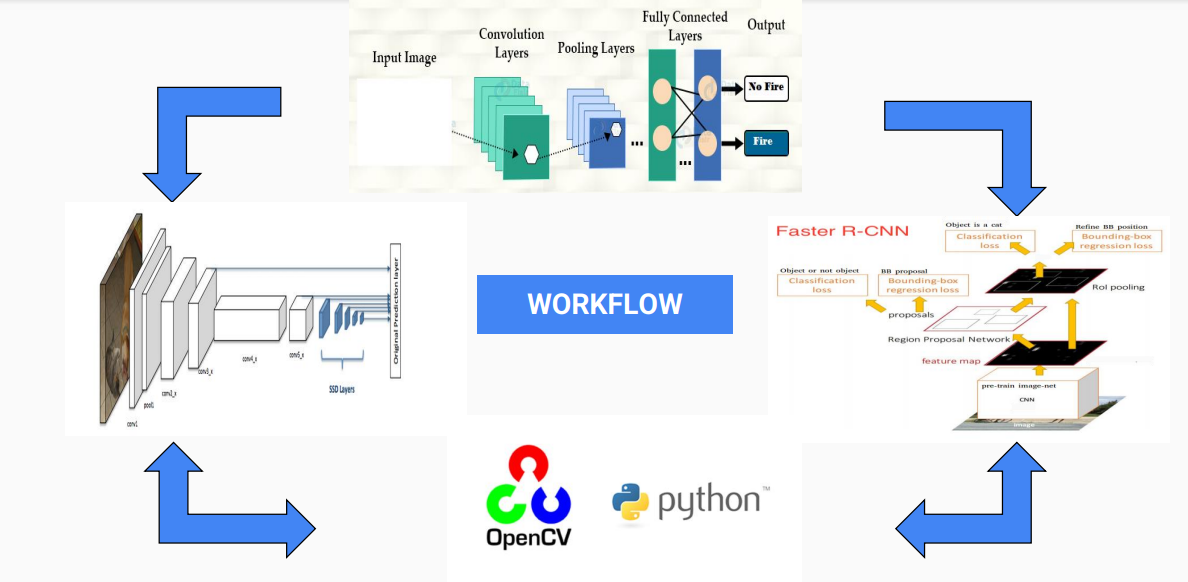 Input Image
Convolution
Layers
Pooling Layers
Fully Connected
Layers
Output
No Fire
Fire
...
...
conv1
pool1
conv2_x
conv3_x
conv4_x
conv5_x
SSD Layers
Original Prediction layer
WORKFLOW
Faster R-CNN
Object is a cat
Classification
loss
Refine BB position
Bounding-box
regression loss
Object or not object
Classification
loss
BB proposal
Bounding-box
regression loss
RoI pooling
proposals
Region Proposal Network
feature map
pre-train image-net
CNN
image
OpenCV
python™